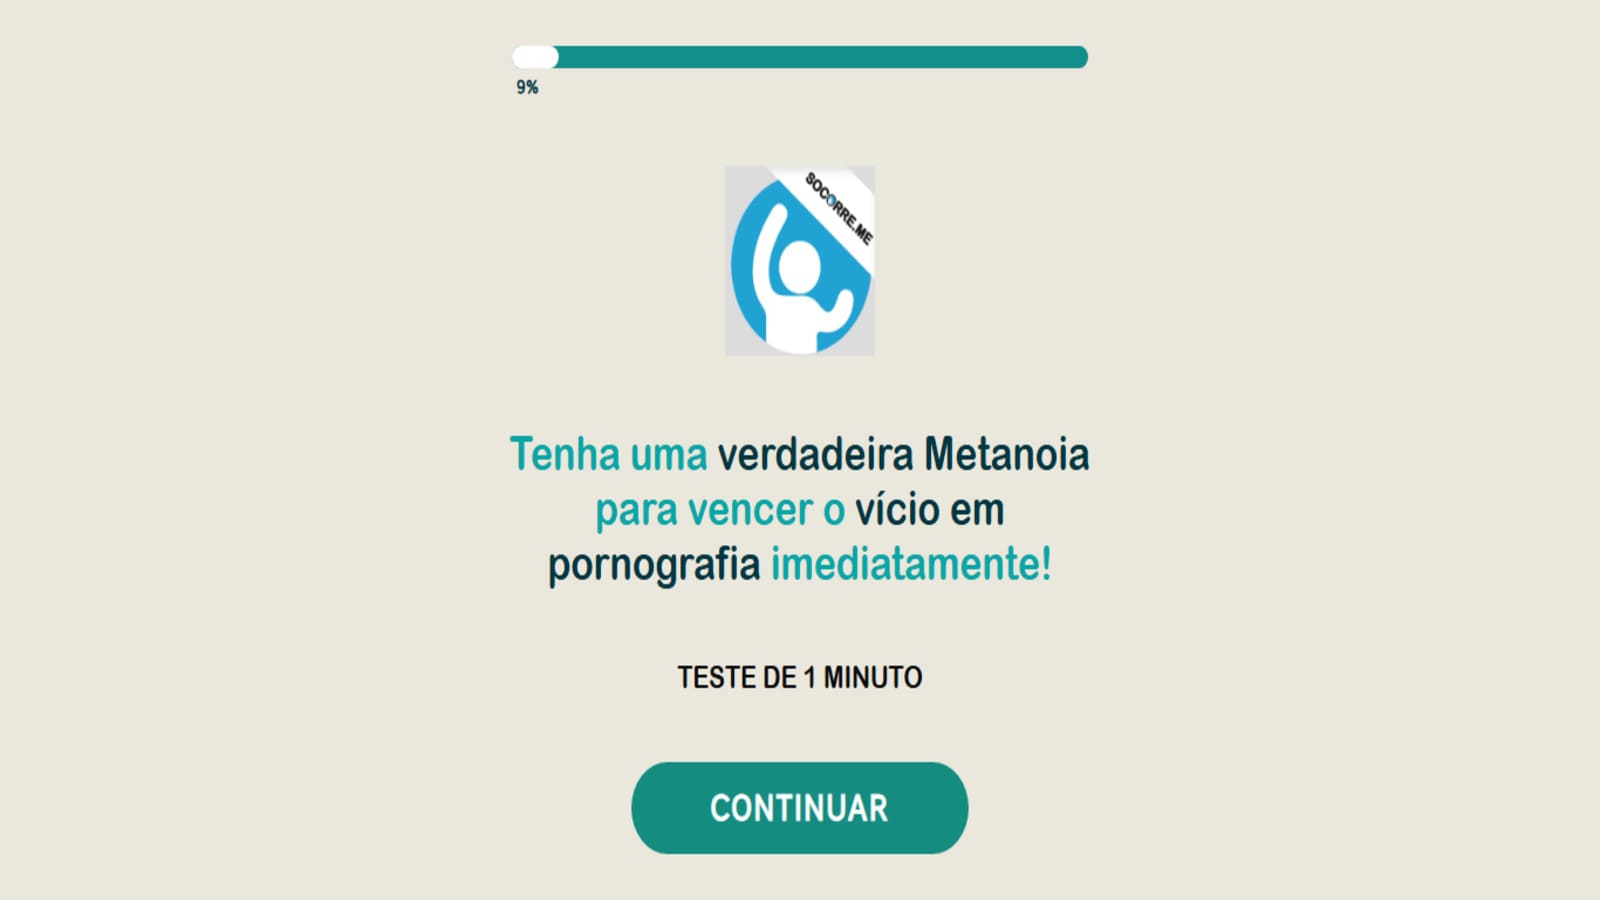 9%
SOCORRE.ME
Tenha uma verdadeira Metanoia
para vencer o vício em
pornografia imediatamente!
TESTE DE 1 MINUTO
CONTINUAR